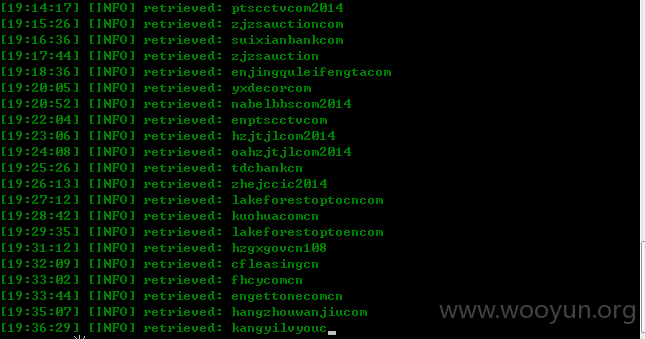 [19:14:17] [INFO] retrieved: ptscctvcom2014
[19:15:26] [INFO] retrieved: zjzsauctioncom
[19:16:36] [INFO] retrieved: suixianbankcom
[19:17:44] [INFO] retrieved: zjzsauction
[19:18:36] [INFO] retrieved: enjingquleifengtacom
[19:20:05] [INFO] retrieved: yxdecorcom
[19:20:52] [INFO] retrieved: nabelbbscom2014
[19:22:04] [INFO] retrieved: enptscctvcom
[19:23:06] [INFO] retrieved: hzjtjlcom2014
[19:24:08] [INFO] retrieved: oahzjtjlcom2014
[19:25:26] [INFO] retrieved: tdcbankcn
[19:26:13] [INFO] retrieved: zhejccic2014
[19:27:12] [INFO] retrieved: lakeforestoptocncom
[19:28:42] [INFO] retrieved: kuohuacomcn
[19:29:35] [INFO] retrieved: lakeforestoptoencom
[19:31:12] [INFO] retrieved: hzgxgovcn108
[19:32:09] [INFO] retrieved: cfleasingcn
[19:33:02] [INFO] retrieved: fhcycomcn
[19:33:44] [INFO] retrieved: engettonecomcn
[19:35:07] [INFO] retrieved: hangzhouwanjiucom
[19:36:29] [INFO] retrieved: kangyilvyouc_
www.wooyun.org